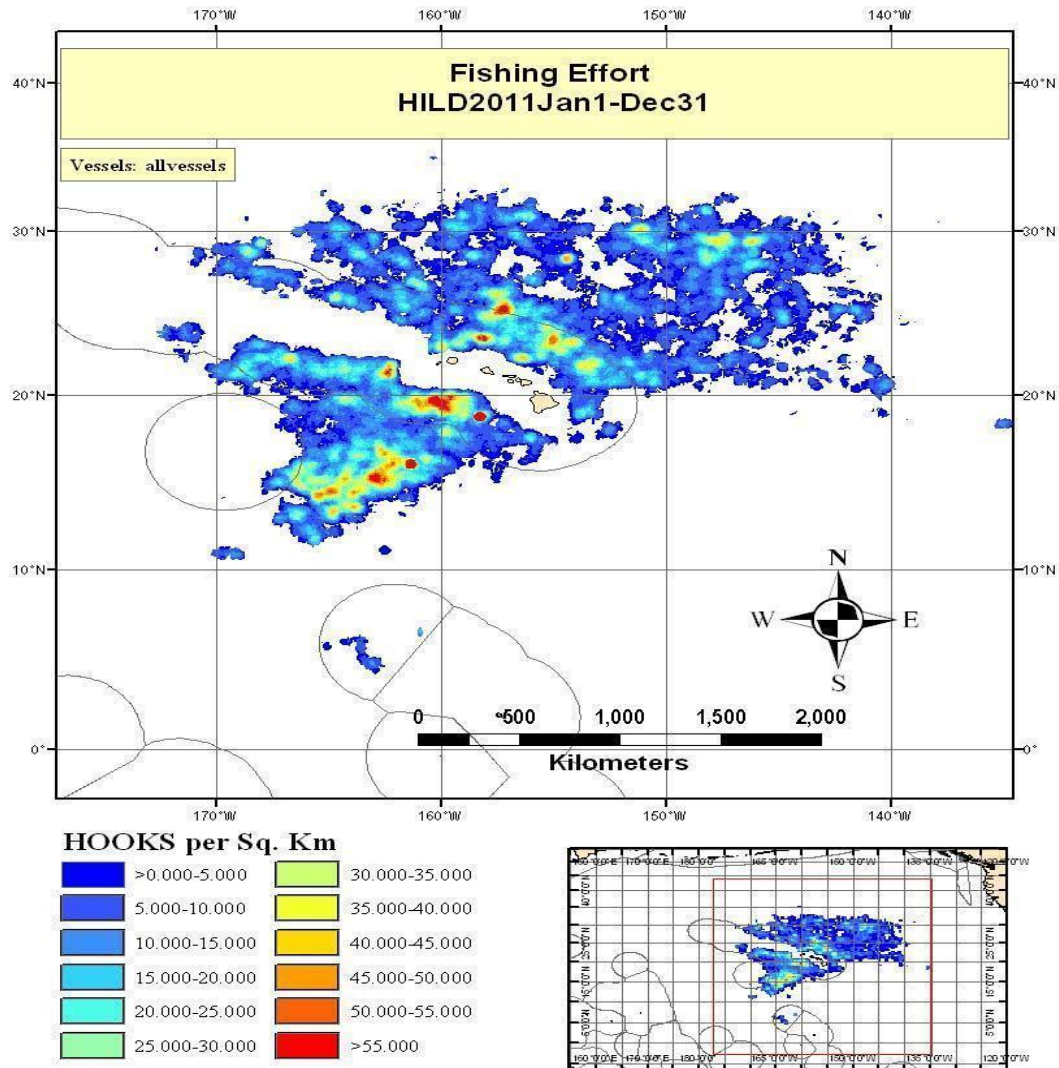 170°W 160°W 150°W 140°W
Fishing Effort
HILD2011Jan1-Dec31
Vessels: allvessels
40°N 40°N
30°N 30°N
20°N 20°N
10°N 10°N
0° 0°
N
W E
S
0 500 1,000 1,500 2,000
Kilometers
170°W 160°W 150°W 140°W
HOOKS per Sq. Km
>0.000-5.000
5.000-10.000
10.000-15.000
15.000-20.000
20.000-25.000
25.000-30.000
30.000-35.000
35.000-40.000
40.000-45.000
45.000-50.000
50.000-55.000
>55.000